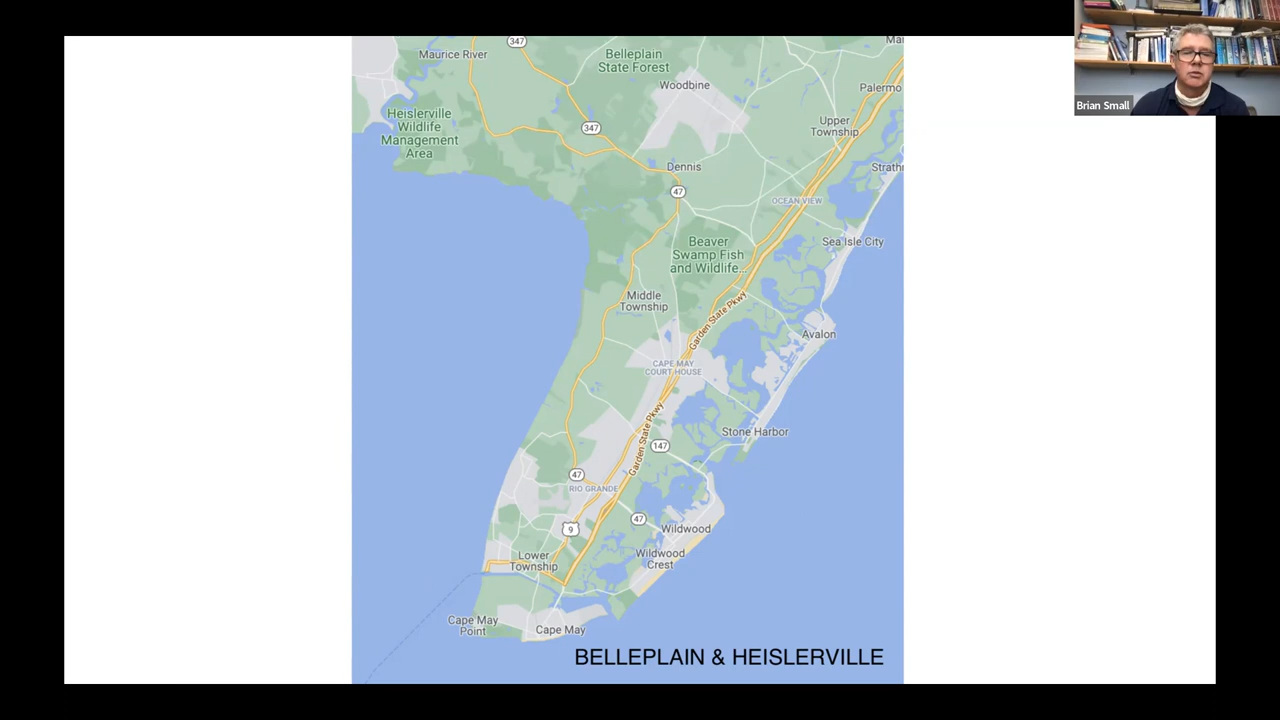 347
Maurice River
Belleplain
State Forest
Woodbine
Palermo
Heislerville
Wildlife
Management
Area
347
Upper
Township
Dennis
Strath
47
OCEAN VIEW
Sea Isle City
Beaver
Swamp Fish
and Wildlife...
Middle
Township
Garden State Pkwy
Avalon
CAPE MAY
COURT HOUSE
Garden State Pkwy
Stone Harbor
147
47
RIO GRANDE
9
47
Wildwood
Wildwood
Crest
Lower
Township
Cape May
Point
Cape May
BELLEPLAIN & HEISLERVILLE
Brian Small